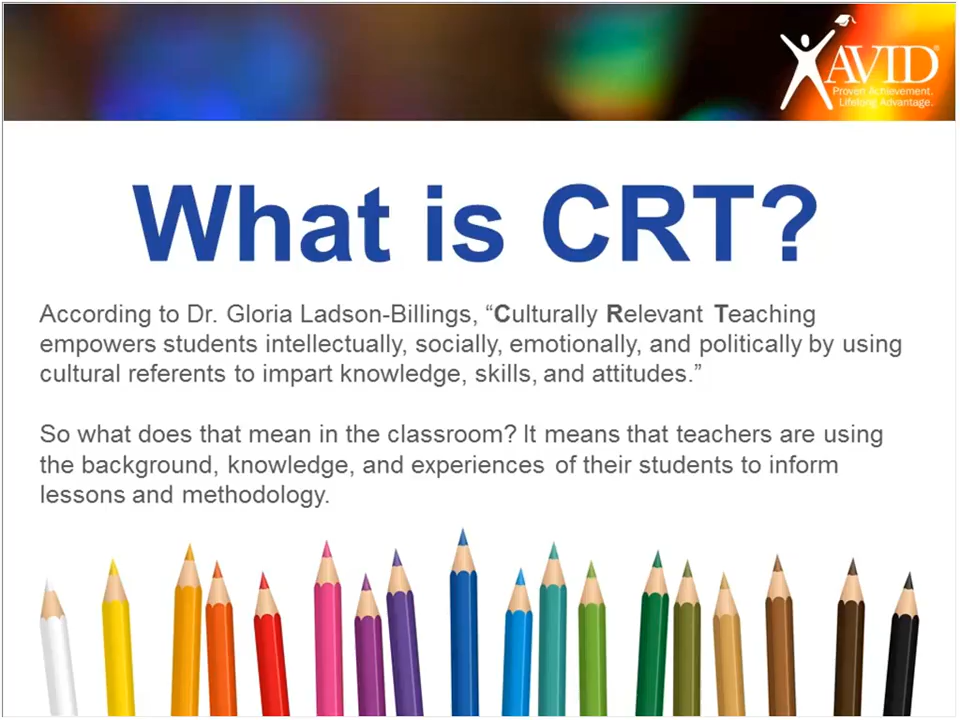 AVID®
Proven Achievement.
Lifelong Advantage.
What is CRT?
According to Dr. Gloria Ladson-Billings, “Culturally Relevant Teaching
empowers students intellectually, socially, emotionally, and politically by using
cultural referents to impart knowledge, skills, and attitudes.”
So what does that mean in the classroom? It means that teachers are using
the background, knowledge, and experiences of their students to inform
lessons and methodology.